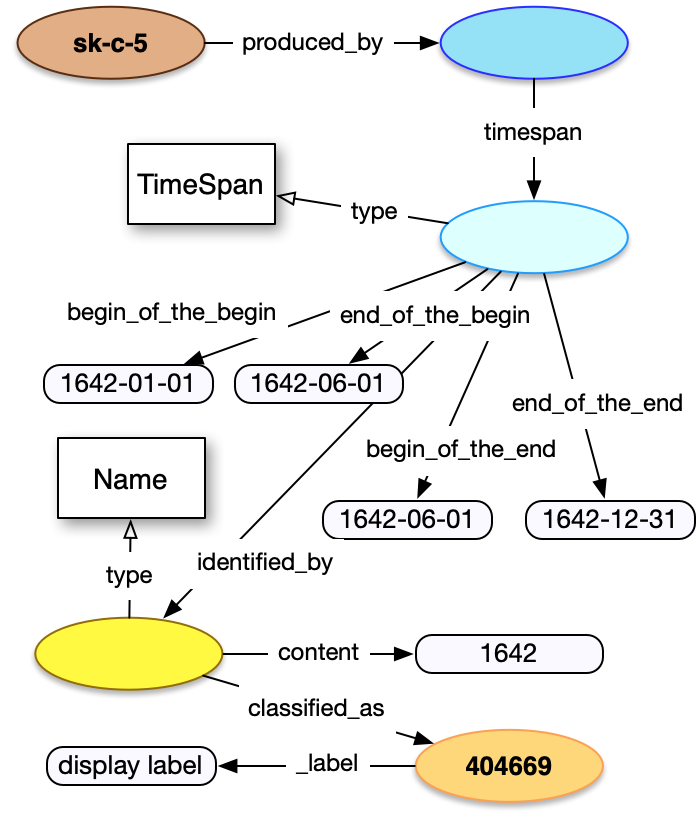 sk-c-5
produced_by
timespan
TimeSpan
type
begin_of_the_begin
end_of_the_begin
1642-01-01
1642-06-01
end_of_the_end
begin_of_the_end
Name
1642-06-01
1642-12-31
identified_by
type
content
1642
classified_as
display label
_label
404669